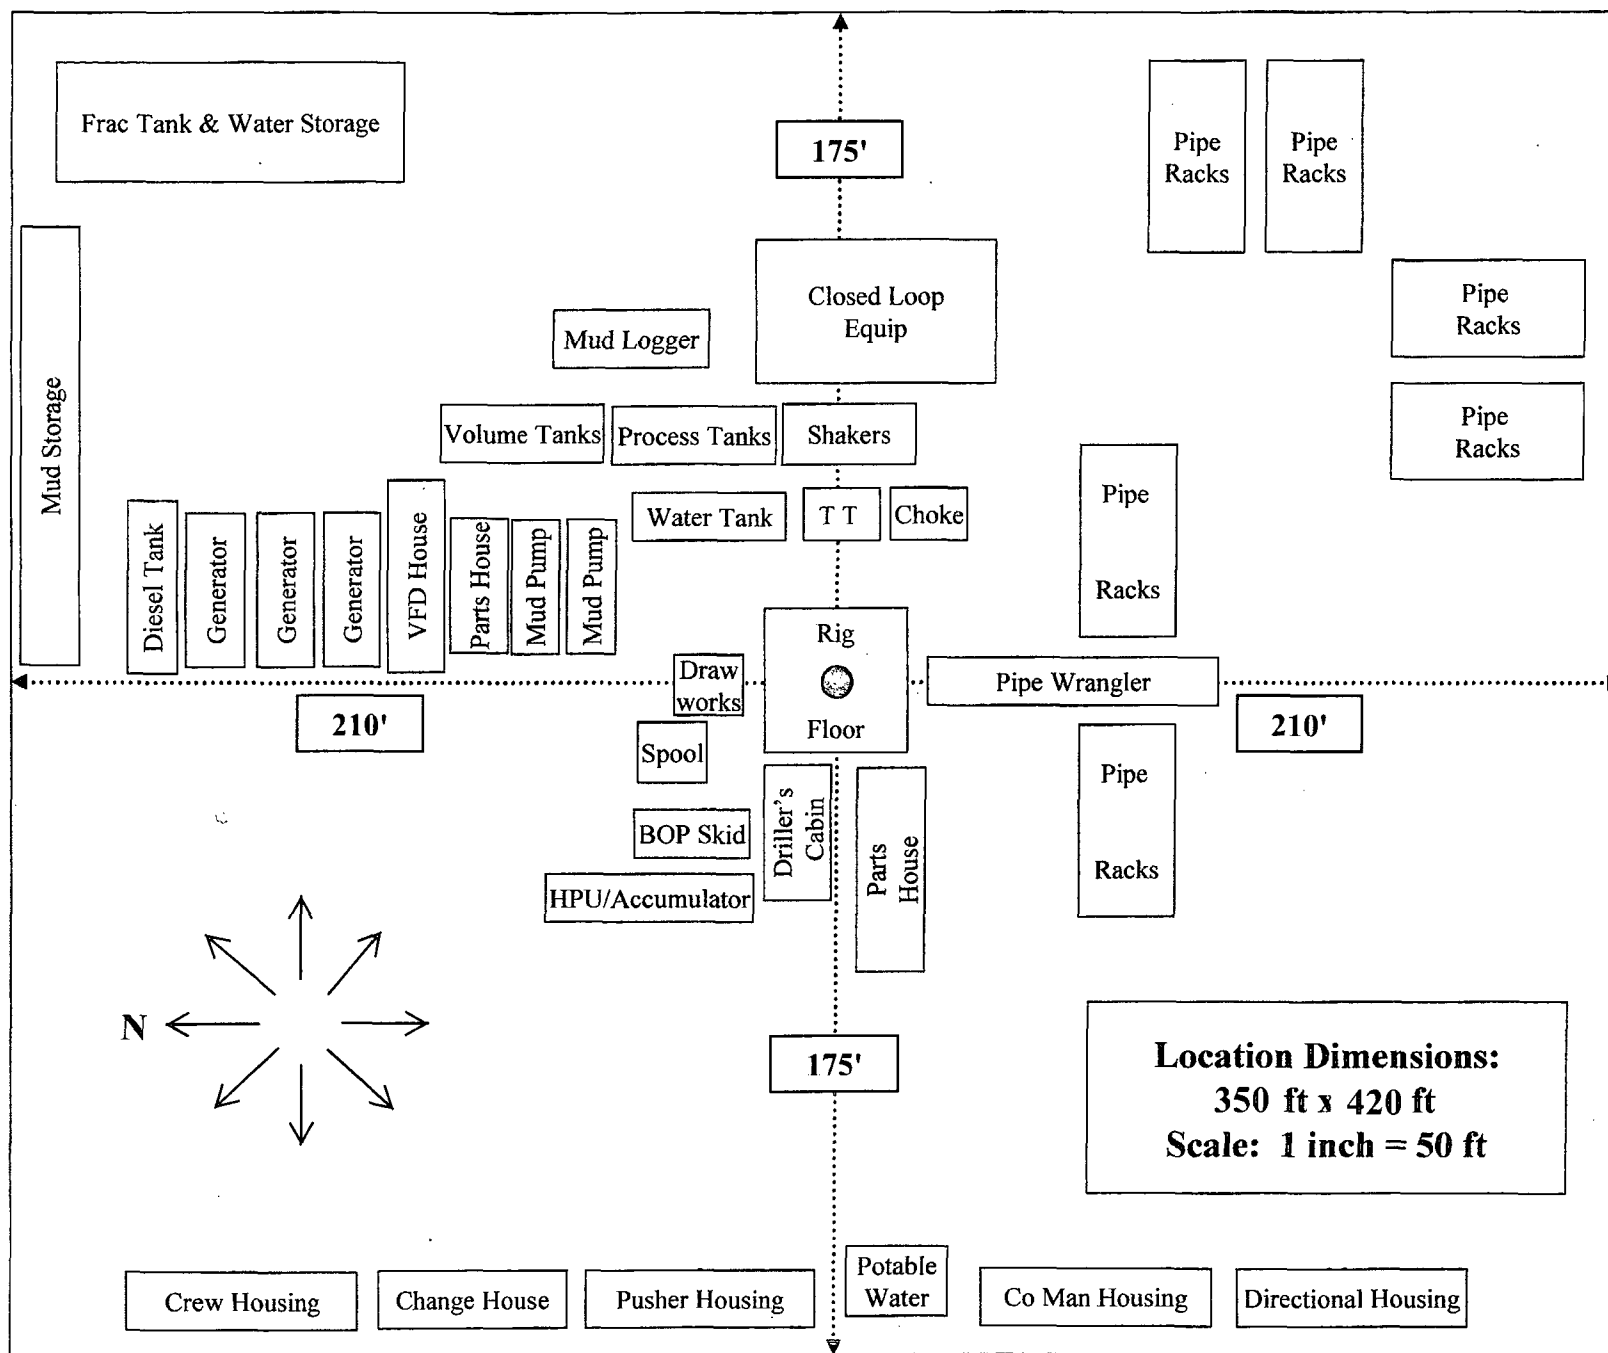 Frac Tank & Water Storage
175'
Pipe
Racks
Pipe
Racks
Closed Loop
Equip
Pipe
Racks
Mud Logger
Mud Storage
Volume Tanks
Process Tanks
Shakers
Pipe
Racks
Diesel Tank
Generator
Generator
Generator
VFD House
Parts House
Mud Pump
Mud Pump
Water Tank
T T
Choke
Pipe
Racks
Rig
Floor
Draw
works
Pipe Wrangler
210'
210'
Spool
Driller's
Cabin
Parts
House
Pipe
Racks
BOP Skid
HPU/Accumulator
N
175'
Location Dimensions:
350 ft x 420 ft
Scale: 1 inch = 50 ft
Crew Housing
Change House
Pusher Housing
Potable
Water
Co Man Housing
Directional Housing